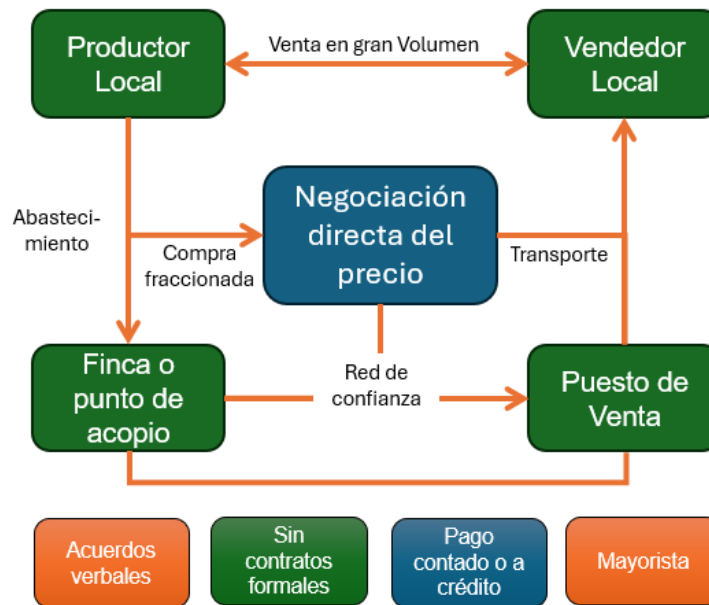 Productor
Local
Venta en gran Volumen
Vendedor
Local
Abasteci-
miento
Compra
fraccionada
Negociación
directa del
precio
Transporte
Finca o
punto de
acopio
Red de
confianza
Puesto de
Venta
Acuerdos
verbales
Sin
contratos
formales
Pago
contado o a
crédito
Mayorista